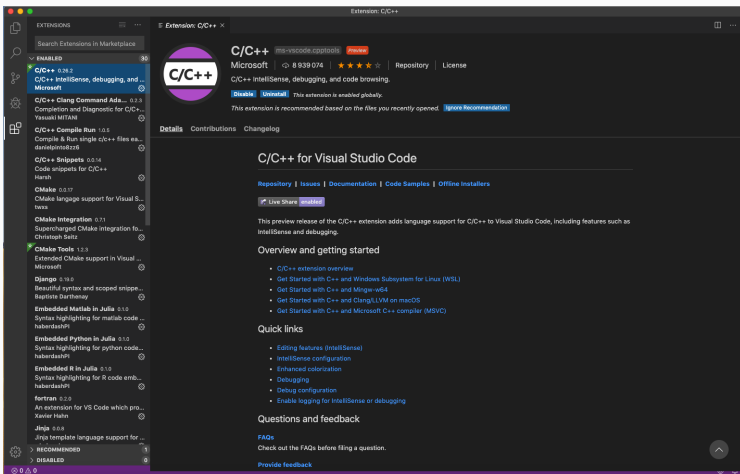 Extension: C/C++
EXTENSIONS
Search Extensions in Marketplace
ENABLED 30
C/C++ 0.26.2
C/C++ IntelliSense, debugging, and ...
Microsoft
C/C++ Clang Command Ada... 0.2.3
Completion and Diagnostic for C/C+...
Yasuaki MITANI
C/C++ Compile Run 1.0.5
Compile & Run single c/c++ files ea...
danielpinto8zz6
C/C++ Snippets 0.0.14
Code snippets for C/C++
Harsh
CMake 0.0.17
CMake langage support for Visual S...
twxs
CMake Integration 0.7.1
Supercharged CMake integration fo...
Christoph Seitz
CMake Tools 1.2.3
Extended CMake support in Visual ...
Microsoft
Django 0.19.0
Beautiful syntax and scoped snippe...
Baptiste Darthenay
Embedded Matlab in Julia 0.1.0
Syntax highlighting for matlab code ...
haberdashPI
Embedded Python in Julia 0.1.0
Syntax highlighting for python code...
haberdashPI
Embedded R in Julia 0.1.0
Syntax highlighting for R code emb...
haberdashPI
fortran 0.2.0
An extension for VS Code which pro...
Xavier Hahn
Jinja 0.0.8
Jinja template language support for ...
RECOMMENDED 1
DISABLED 0
0 0
Extension: C/C++
C/C++
C/C++ ms-vscode.cpptools Preview
Microsoft 8 939 074 Repository License
C/C++ IntelliSense, debugging, and code browsing.
Disable Uninstall This extension is enabled globally.
This extension is recommended based on the files you recently opened. Ignore Recommendation
Details Contributions Changelog
C/C++ for Visual Studio Code
Repository | Issues | Documentation | Code Samples | Offline Installers
Live Share enabled
This preview release of the C/C++ extension adds language support for C/C++ to Visual Studio Code, including features such as
IntelliSense and debugging.
Overview and getting started
C/C++ extension overview
Get Started with C++ and Windows Subsystem for Linux (WSL)
Get Started with C++ and Mingw-w64
Get Started with C++ and Clang/LLVM on macOS
Get Started with C++ and Microsoft C++ compiler (MSVC)
Quick links
Editing features (IntelliSense)
IntelliSense configuration
Enhanced colorization
Debugging
Debug configuration
Enable logging for IntelliSense or debugging
Questions and feedback
FAQs
Check out the FAQs before filing a question.
Provide feedback